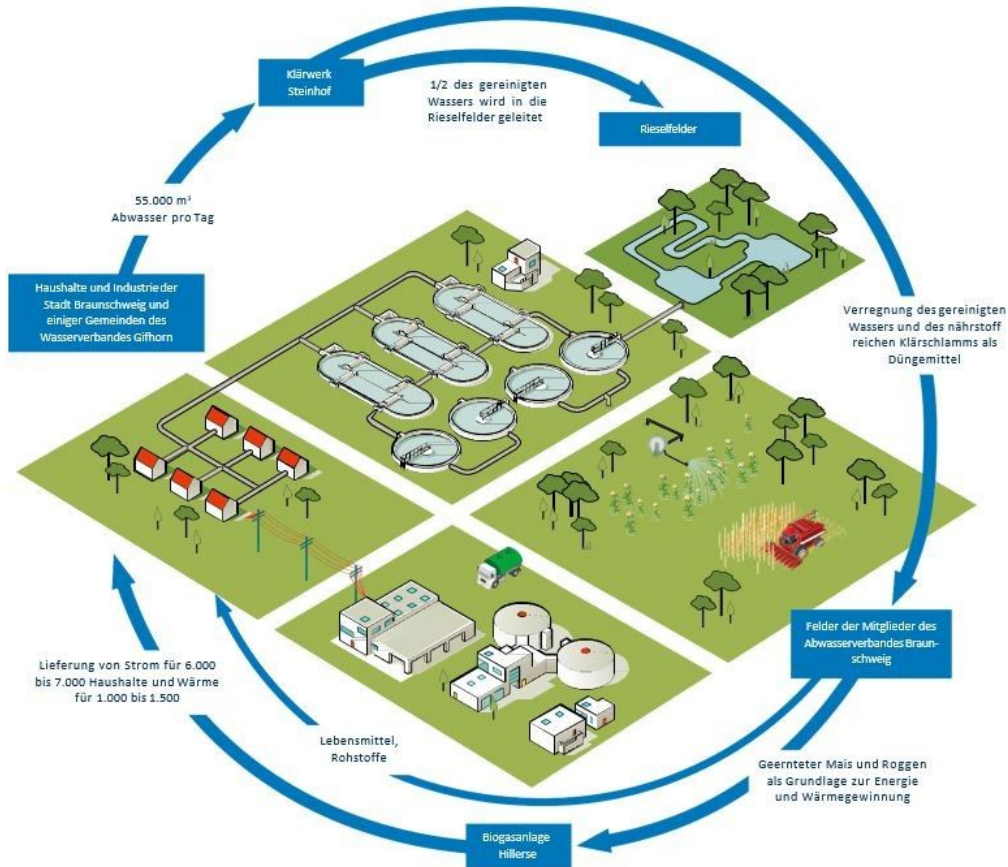 Klärwerk
Steinhof
1/2 des gereinigten
Wassers wird in die
Rieselfelder geleitet
Rieselfelder
55.000 m³
Abwasser pro Tag
Haushalte und Industrie der
Stadt Braunschweig und
einiger Gemeinden des
Wasserverbandes Gifhorn
Verregnung des gereinigten
Wassers und des nährstoff
reichen Klärschlamms als
Düngemittel
Felder der Mitglieder des
Abwasserverbandes Braun-
schweig
Lieferung von Strom für 6.000
bis 7.000 Haushalte und Wärme
für 1.000 bis 1.500
Lebensmittel,
Rohstoffe
Geernteter Mais und Roggen
als Grundlage zur Energie
und Wärmegewinnung
Biogasanlage
Hillerse